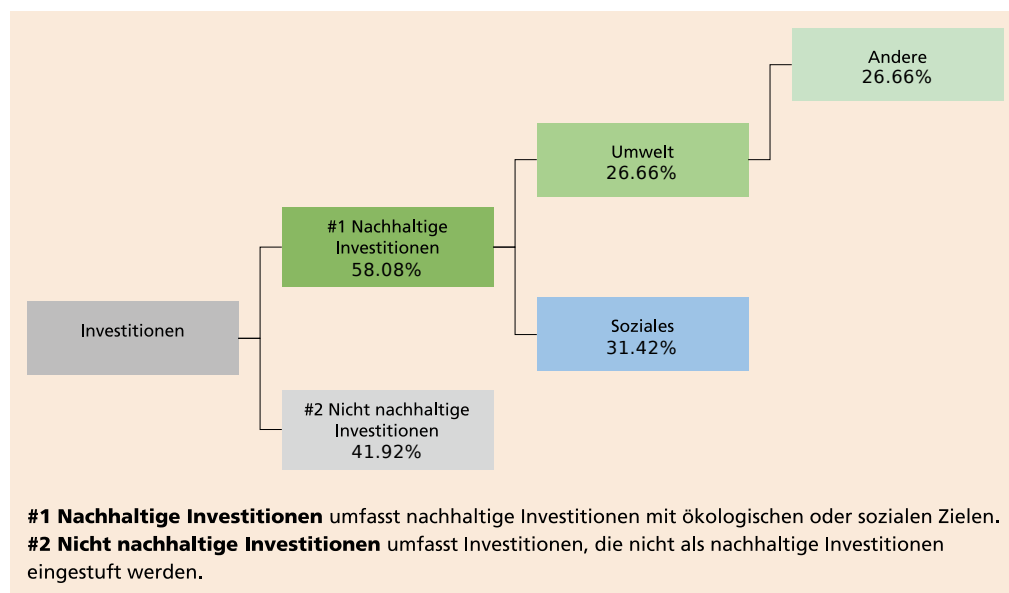 Andere
26.66%
Umwelt
26.66%
#1 Nachhaltige
Investitionen
58.08%
Investitionen
Soziales
31.42%
#2 Nicht nachhaltige
Investitionen
41.92%
#1 Nachhaltige Investitionen umfasst nachhaltige Investitionen mit ökologischen oder sozialen Zielen.
#2 Nicht nachhaltige Investitionen umfasst Investitionen, die nicht als nachhaltige Investitionen
eingestuft werden.